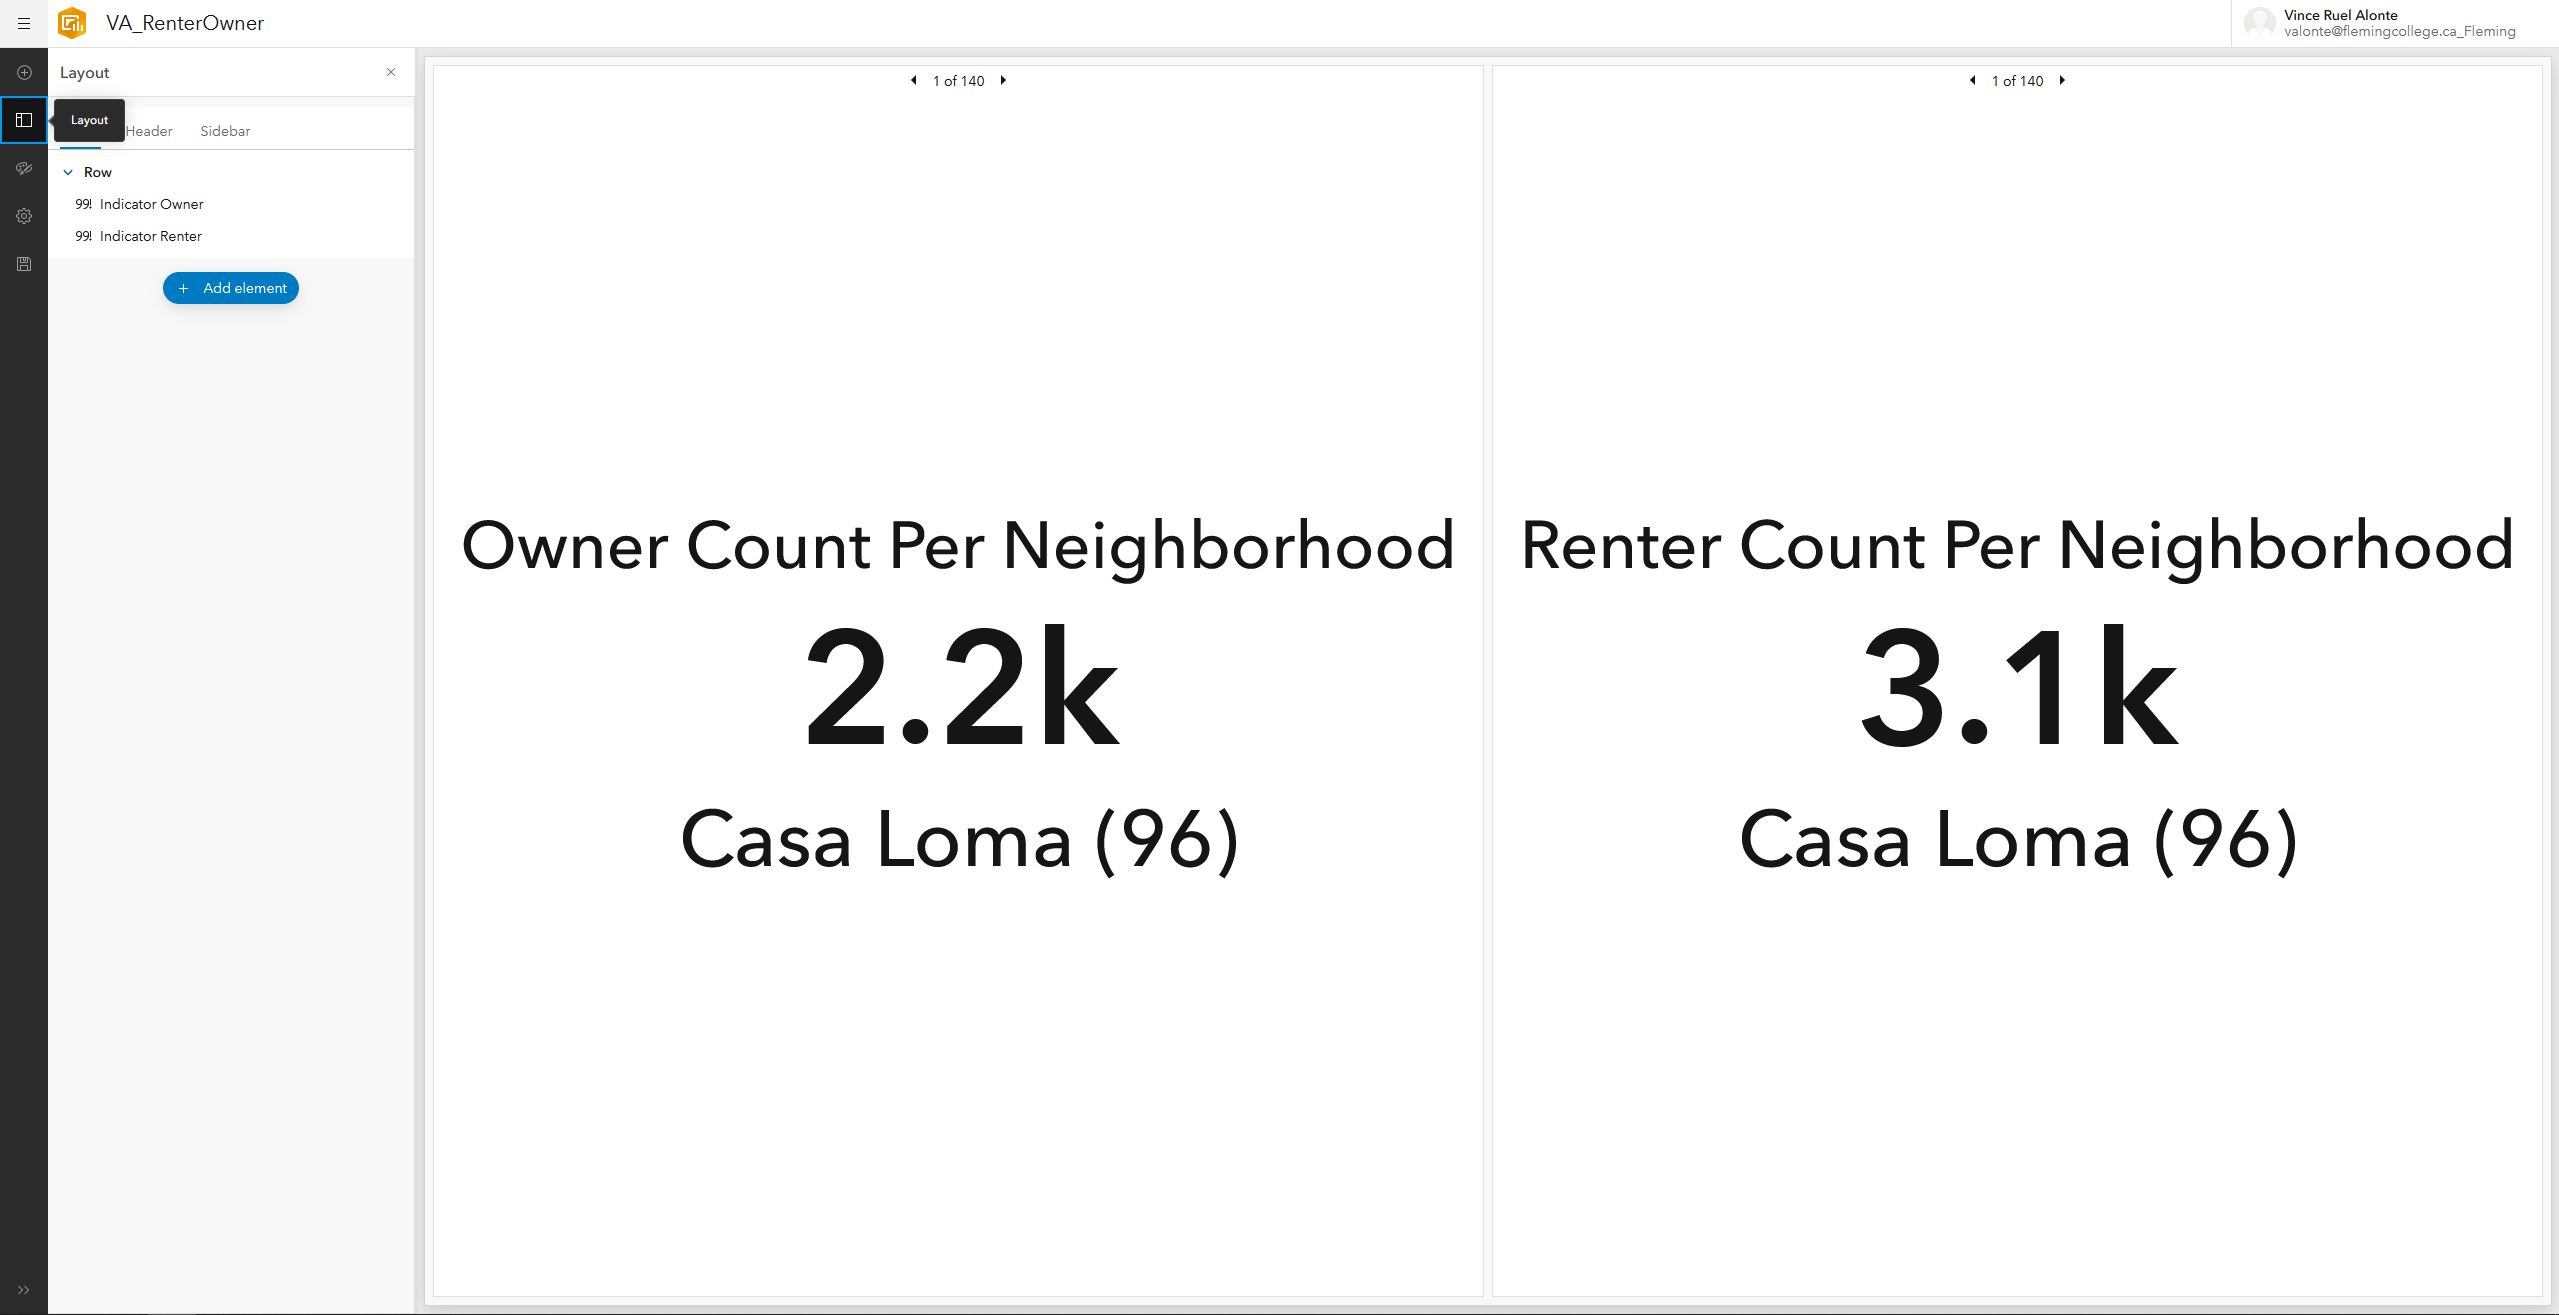 VA_RenterOwner
Vince Ruel Alonte
valonte@flemingcollege.ca_Fleming
Layout
Layout
Header
Sidebar
Row
99! Indicator Owner
99! Indicator Renter
+ Add element
1 of 140
Owner Count Per Neighborhood
2.2k
Casa Loma (96)
1 of 140
Renter Count Per Neighborhood
3.1k
Casa Loma (96)